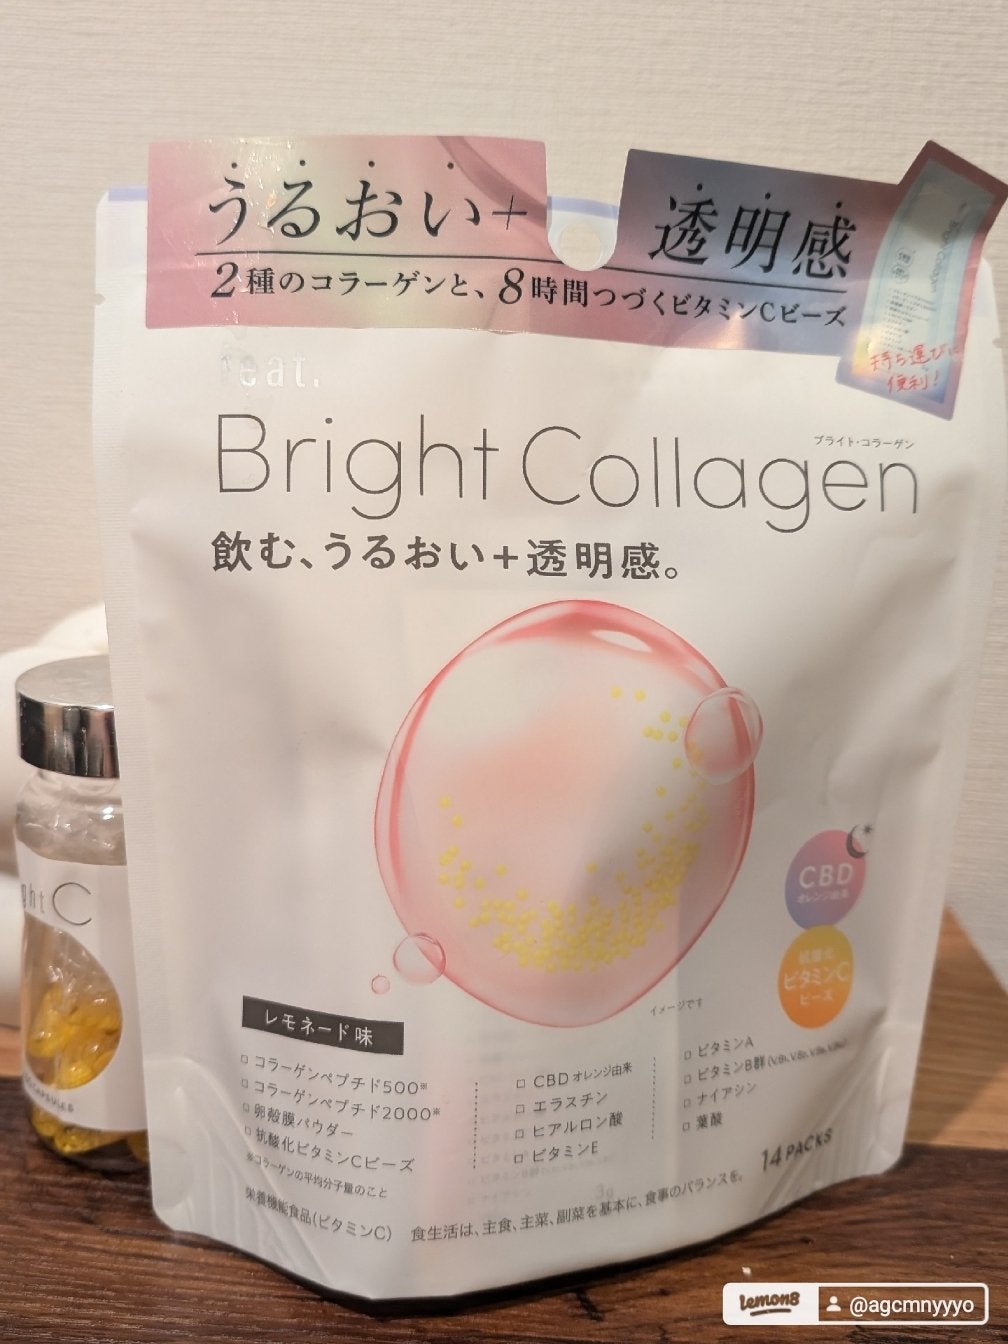 うるおい+ 透明感
2種のコラーゲンと、8時間つづくビタミンCビーズ
持ち運びに
便利!
feat.
ブライト・コラーゲン
Bright Collagen
飲む、うるおい+透明感。
CBD
オレンジ由来
抗酸化
ビタミンC
ビーズ
イメージです
レモネード味
□ コラーゲンペプチド500※
□ コラーゲンペプチド2000※
□ 卵殻膜パウダー
□ 抗酸化ビタミンCビーズ
※コラーゲンの平均分子量のこと
□ CBD オレンジ由来
□ エラスチン
□ ヒアルロン酸
□ ビタミンE
□ ビタミンA
□ ビタミンB群
□ ナイアシン
□ 葉酸
14 PACKS
栄養機能食品(ビタミンC) 食生活は、主食、主菜、副菜を基本に、食事のバランスを。
ght C
CAPSULES
lemon8 @agcmnyyyo